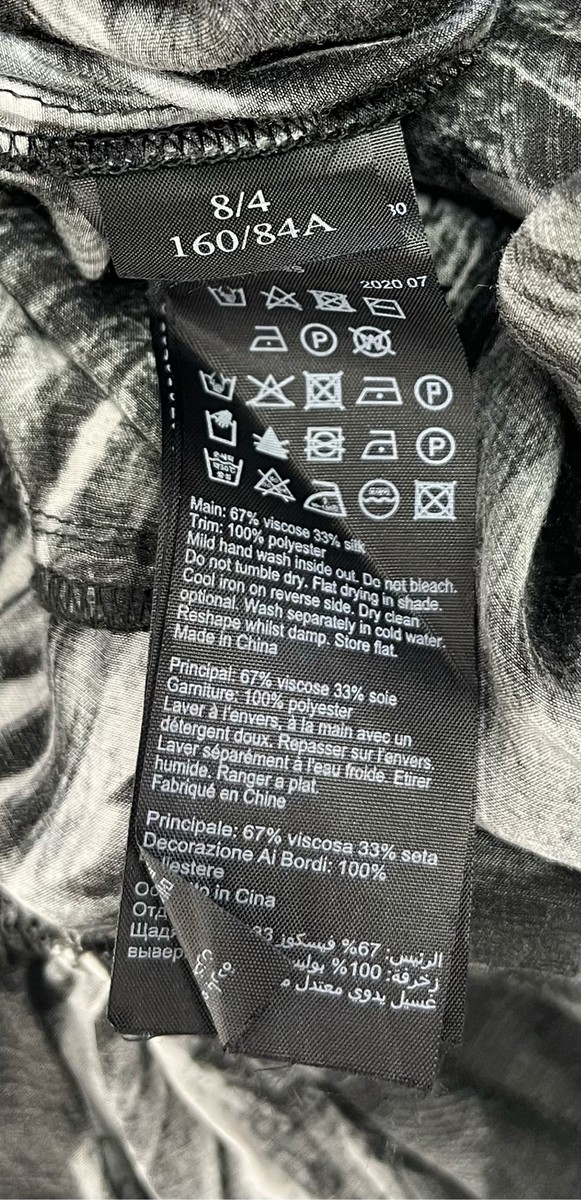 8/4
160/84A
30
2020 07
P
W
P
P
Main: 67% viscose 33% silk
Trim: 100% polyester
Mild hand wash inside out. Do not bleach.
Do not tumble dry. Flat drying in shade.
Cool iron on reverse side. Dry clean
optional. Wash separately in cold water.
Reshape whilst damp. Store flat.
Made in China
Principal: 67% viscose 33% soie
Garniture: 100% polyester
Laver à l'envers, à la main avec un
détergent doux. Repasser sur l'envers.
Laver séparément à l'eau froide. Etirer
humide. Ranger a plat.
Fabriqué en Chine
Principale: 67% viscosa 33% seta
Decorazione Ai Bordi: 100%
in Cina
الرئيس: 67% فيسكوز 33
زخرفة: 100%
غسيل يدوي معتدل